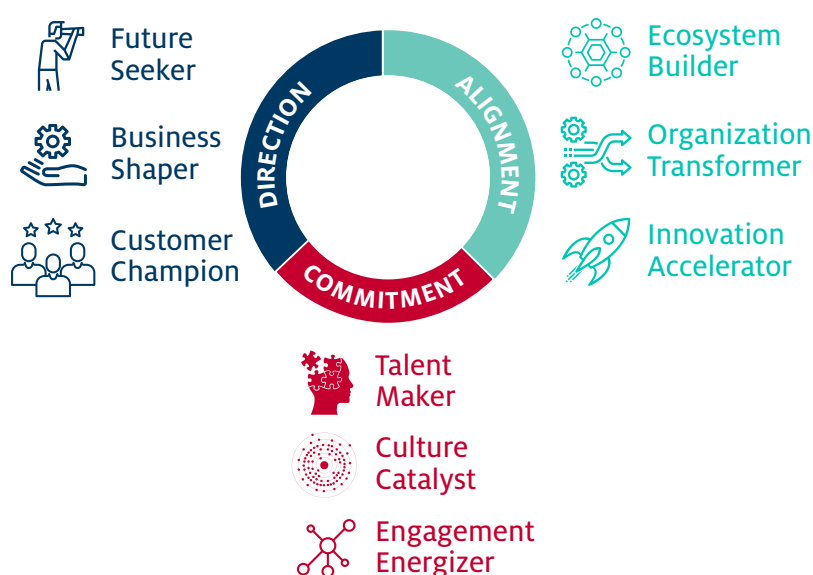 Future
Seeker
Business
Shaper
Customer
Champion
DIRECTION
ALIGNMENT
COMMITMENT
Ecosystem
Builder
Organization
Transformer
Innovation
Accelerator
Talent
Maker
Culture
Catalyst
Engagement
Energizer